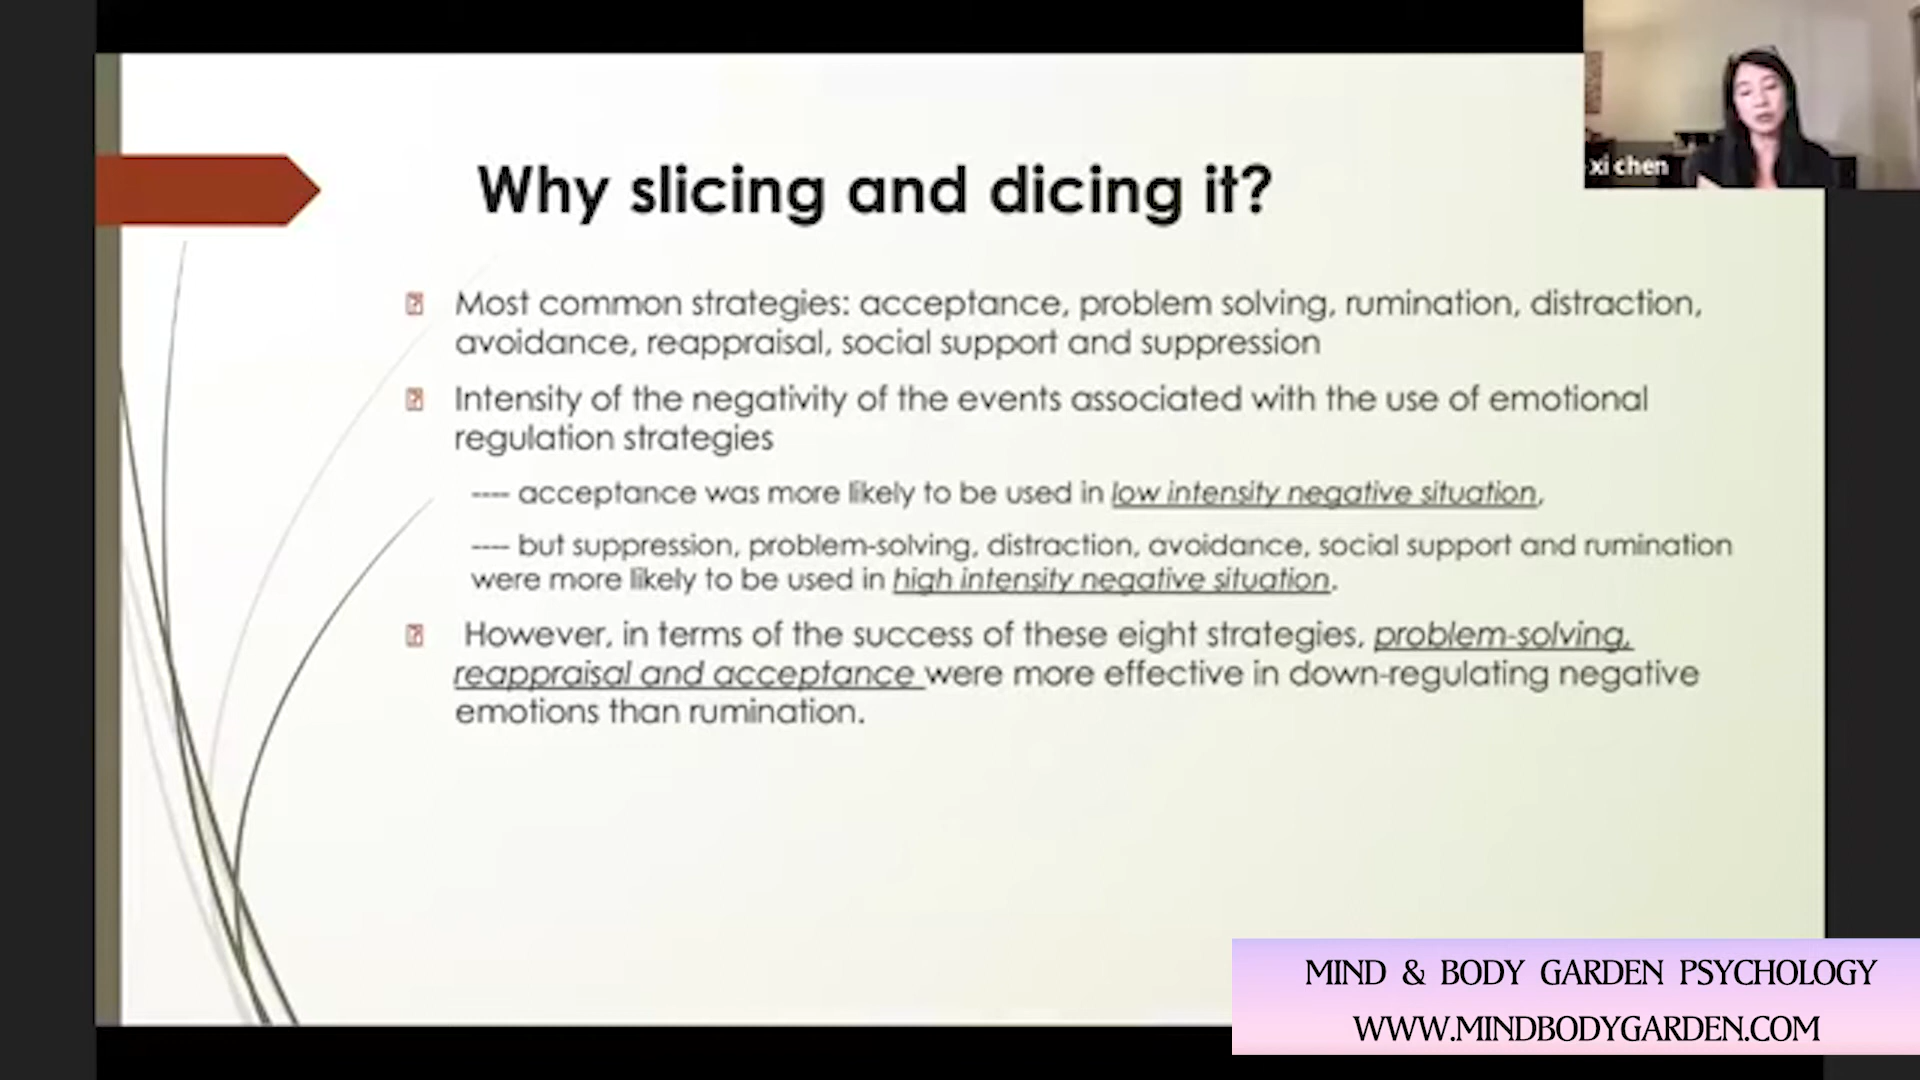 xi chen
Why slicing and dicing it?
Most common strategies: acceptance, problem solving, rumination, distraction,
avoidance, reappraisal, social support and suppression
Intensity of the negativity of the events associated with the use of emotional
regulation strategies
---- acceptance was more likely to be used in low intensity negative situation,
---- but suppression, problem-solving, distraction, avoidance, social support and rumination
were more likely to be used in high intensity negative situation.
However, in terms of the success of these eight strategies, problem-solving,
reappraisal and acceptance were more effective in down-regulating negative
emotions than rumination.
MIND & BODY GARDEN PSYCHOLOGY
WWW.MINDBODYGARDEN.COM